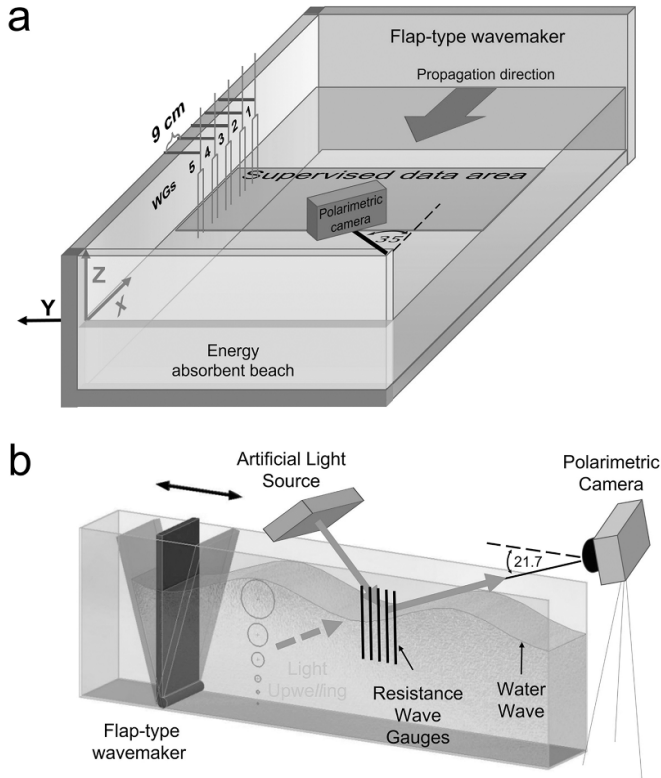 a
Flap-type wavemaker
Propagation direction
9 cm
1
2
3
4
5
WGs
Supervised data area
Polarimetric
camera
35
Z
X
Y
Energy
absorbent beach
b
Artificial Light
Source
Polarimetric
Camera
21.7
Light
Upwelling
Resistance
Wave
Gauges
Water
Wave
Flap-type
wavemaker